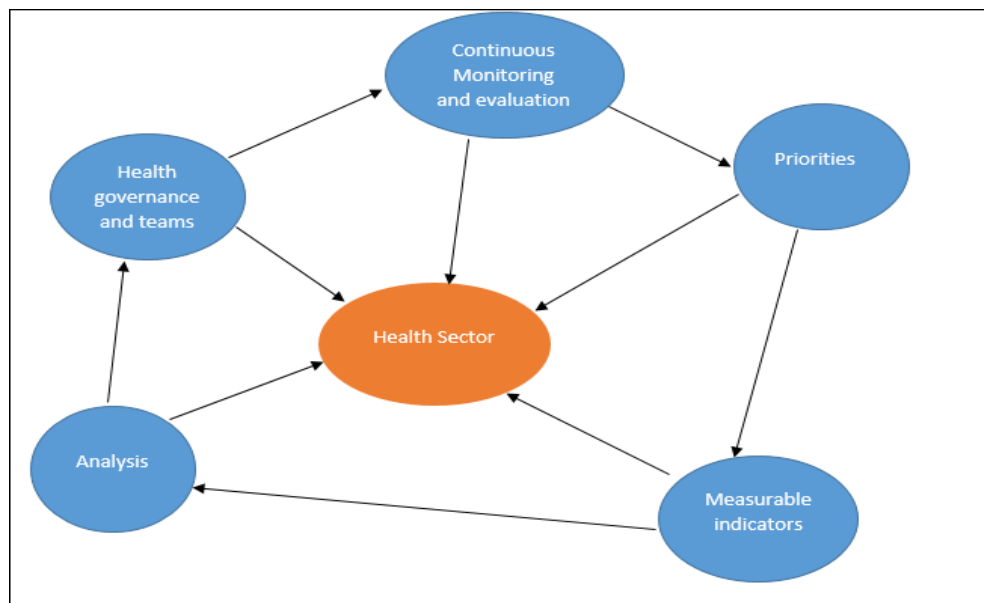 Continuous
Monitoring
and evaluation
Priorities
Health
governance
and teams
Health Sector
Analysis
Measurable
indicators